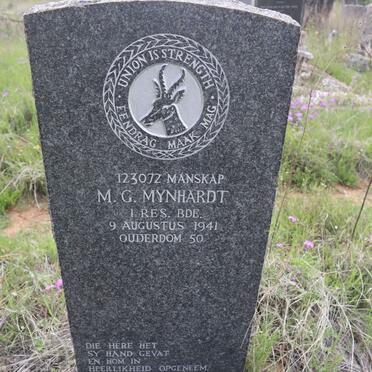 UNION IS STRENGTH
EENDRAG MAAK MAG
123072 MANSKAP
M. G. MYNHARDT
1 RES. BDE.
9 AUGUSTUS 1941
OUDERDOM 50
DIE HERE HET
SY HAND GEVAT
EN HOM IN
HEERLIKHEID OPGENEEM